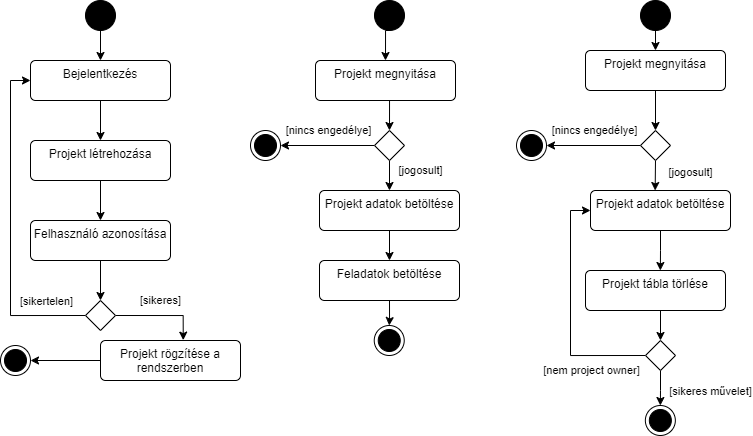 Bejelentkezés
Projekt létrehozása
Felhasználó azonosítása
[sikertelen]
[sikeres]
Projekt rögzítése a
rendszerben
Projekt megnyitása
[nincs engedélye]
[jogosult]
Projekt adatok betöltése
Feladatok betöltése
Projekt megnyitása
[nincs engedélye]
[jogosult]
Projekt adatok betöltése
Projekt tábla törlése
[nem project owner]
[sikeres művelet]